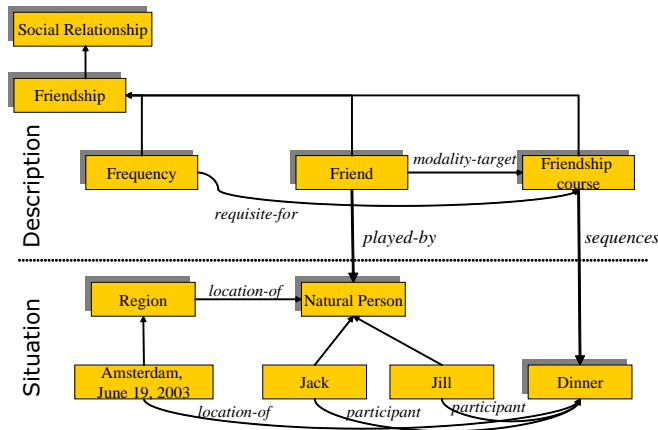 Social Relationship
Friendship
Description
Frequency
Friend
modality-target
Friendship
course
requisite-for
played-by
sequences
Situation
Region
location-of
Natural Person
Amsterdam,
June 19, 2003
Jack
Jill
Dinner
location-of
participant
participant